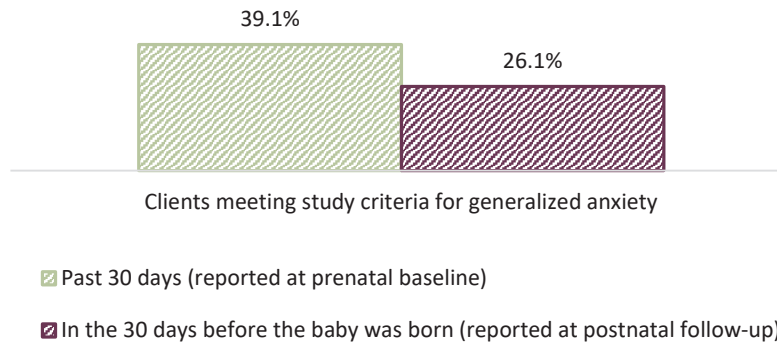 39.1%
26.1%
Clients meeting study criteria for generalized anxiety
Past 30 days (reported at prenatal baseline)
In the 30 days before the baby was born (reported at postnatal follow-up)